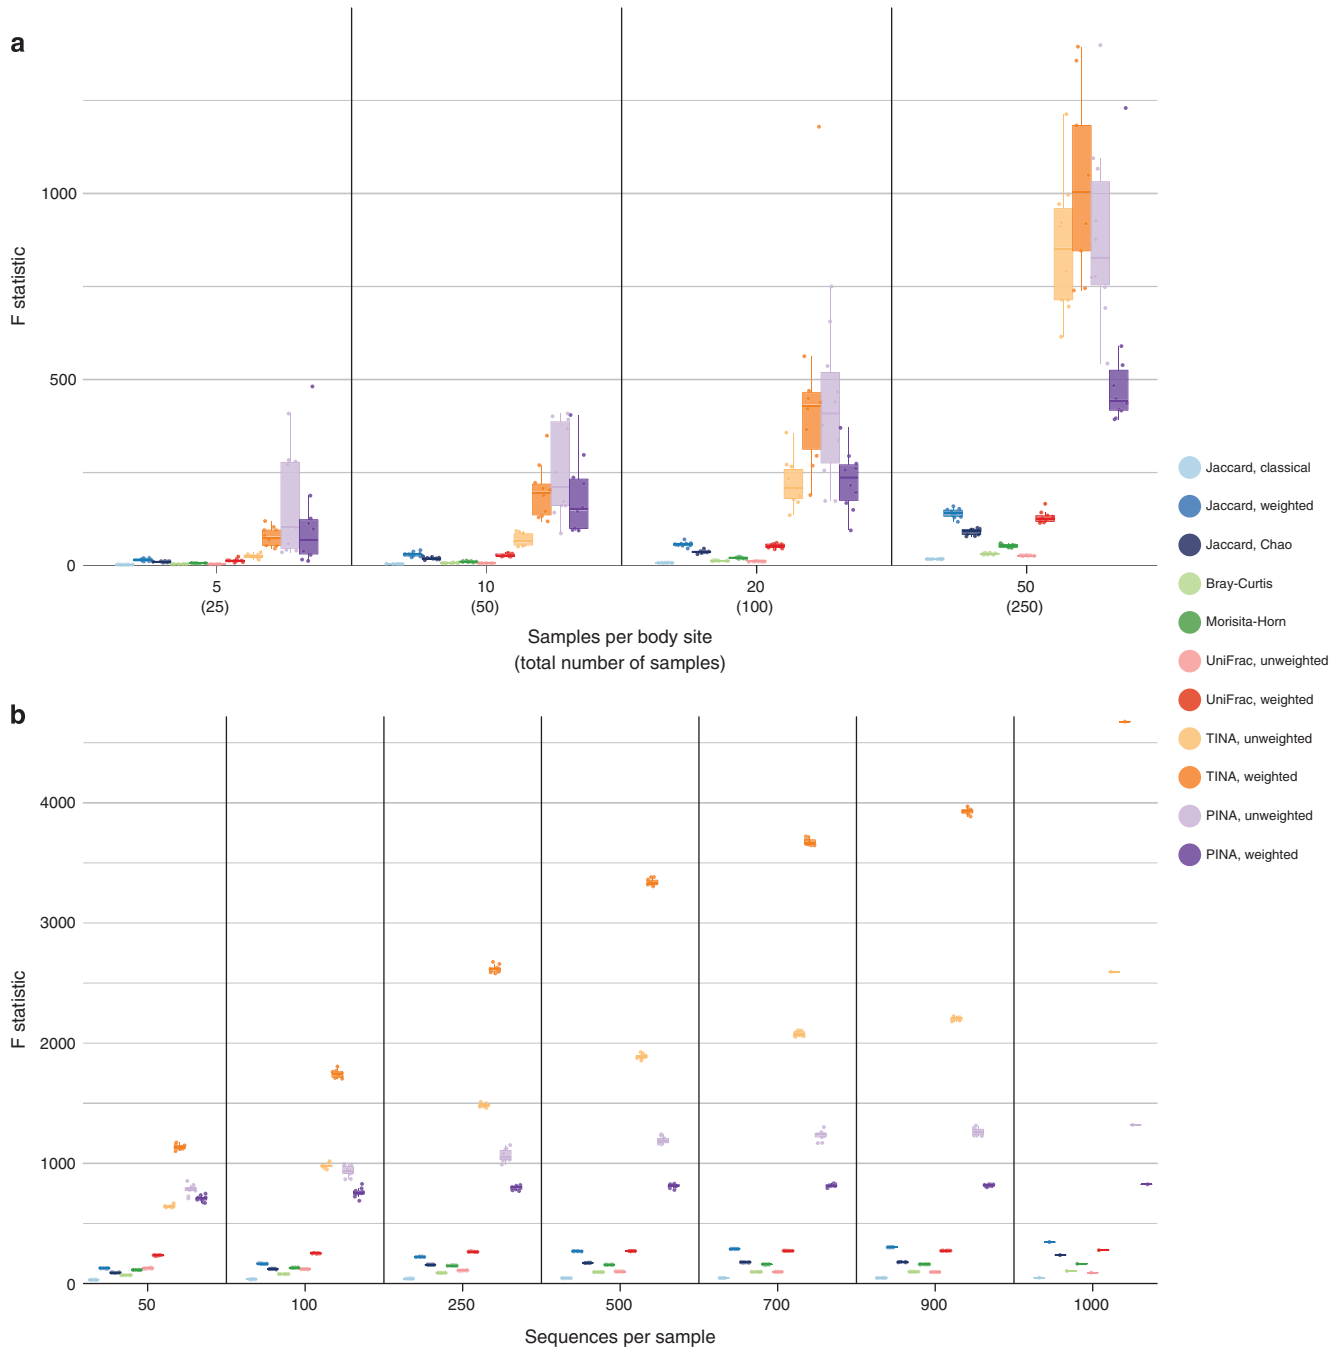 a
1000
500
0
F statistic
5
(25)
10
(50)
20
(100)
50
(250)
Samples per body site
(total number of samples)
Jaccard, classical
Jaccard, weighted
Jaccard, Chao
Bray-Curtis
Morisita-Horn
UniFrac, unweighted
UniFrac, weighted
TINA, unweighted
TINA, weighted
PINA, unweighted
PINA, weighted
b
4000
3000
2000
1000
0
F statistic
50
100
250
500
700
900
1000
Sequences per sample